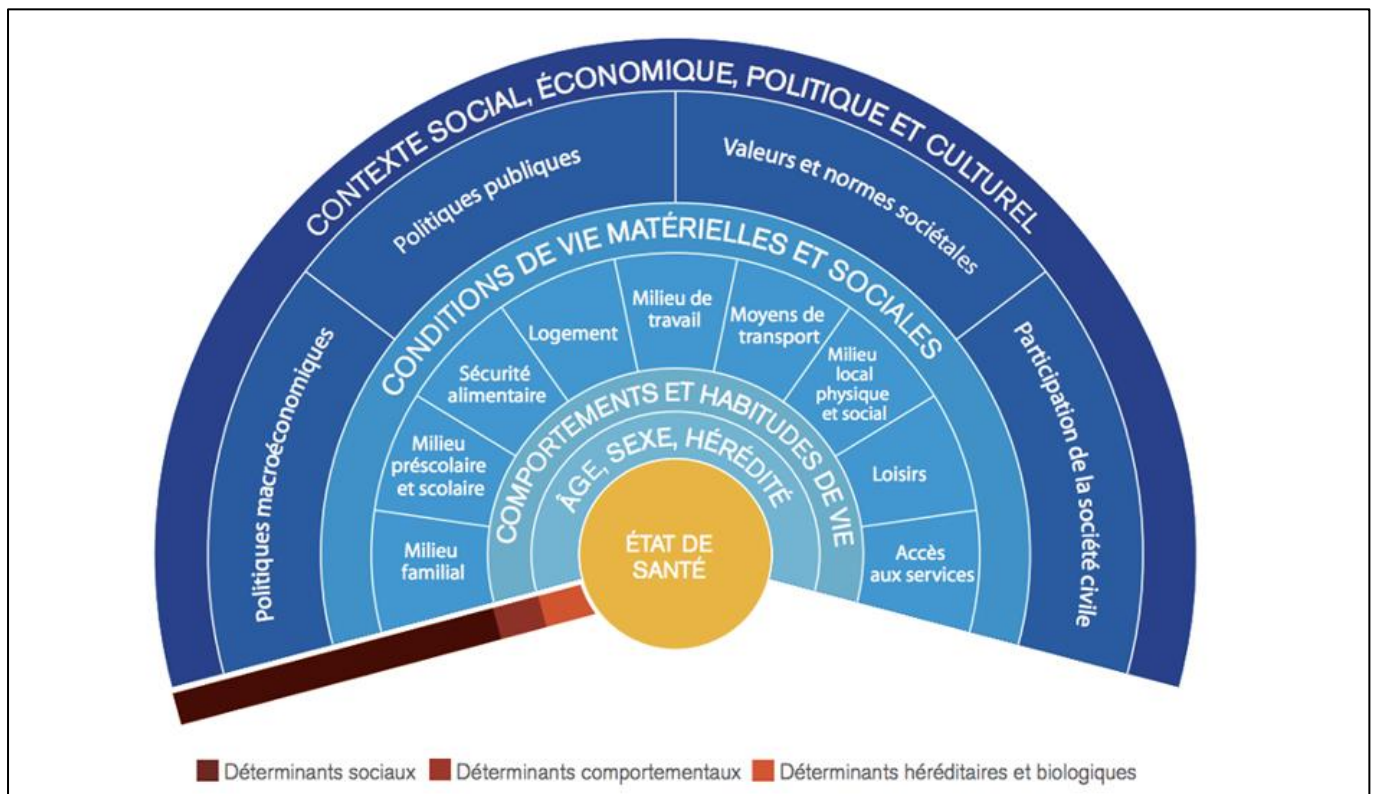 CONTEXTE SOCIAL, ÉCONOMIQUE, POLITIQUE ET CULTUREL
Politiques macroéconomiques
Politiques publiques
Valeurs et normes sociétales
Participation de la société civile
CONDITIONS DE VIE MATÉRIELLES ET SOCIALES
Milieu
familial
Milieu
préscolaire
et scolaire
Sécurité
alimentaire
Logement
Milieu de
travail
Moyens de
transport
Milieu
local
physique
et social
Loisirs
Accès
aux services
COMPORTEMENTS ET HABITUDES DE VIE
ÂGE, SEXE, HÉRÉDITÉ
ÉTAT DE
SANTÉ
Déterminants sociaux
Déterminants comportementaux
Déterminants héréditaires et biologiques